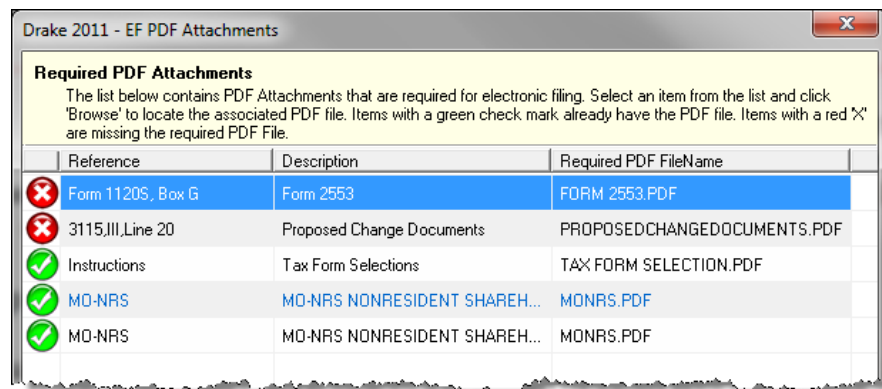 Drake 2011 - EF PDF Attachments
Required PDF Attachments
The list below contains PDF Attachments that are required for electronic filing. Select an item from the list and click
'Browse' to locate the associated PDF file. Items with a green check mark already have the PDF file. Items with a red 'X'
are missing the required PDF File.
Reference Description Required PDF FileName
Form 1120S, Box G Form 2553 FORM 2553.PDF
3115,III,Line 20 Proposed Change Documents PROPOSEDCHANGEDOCUMENTS.PDF
Instructions Tax Form Selections TAX FORM SELECTION.PDF
MO-NRS MO-NRS NONRESIDENT SHAREH... MONRS.PDF
MO-NRS MO-NRS NONRESIDENT SHAREH... MONRS.PDF